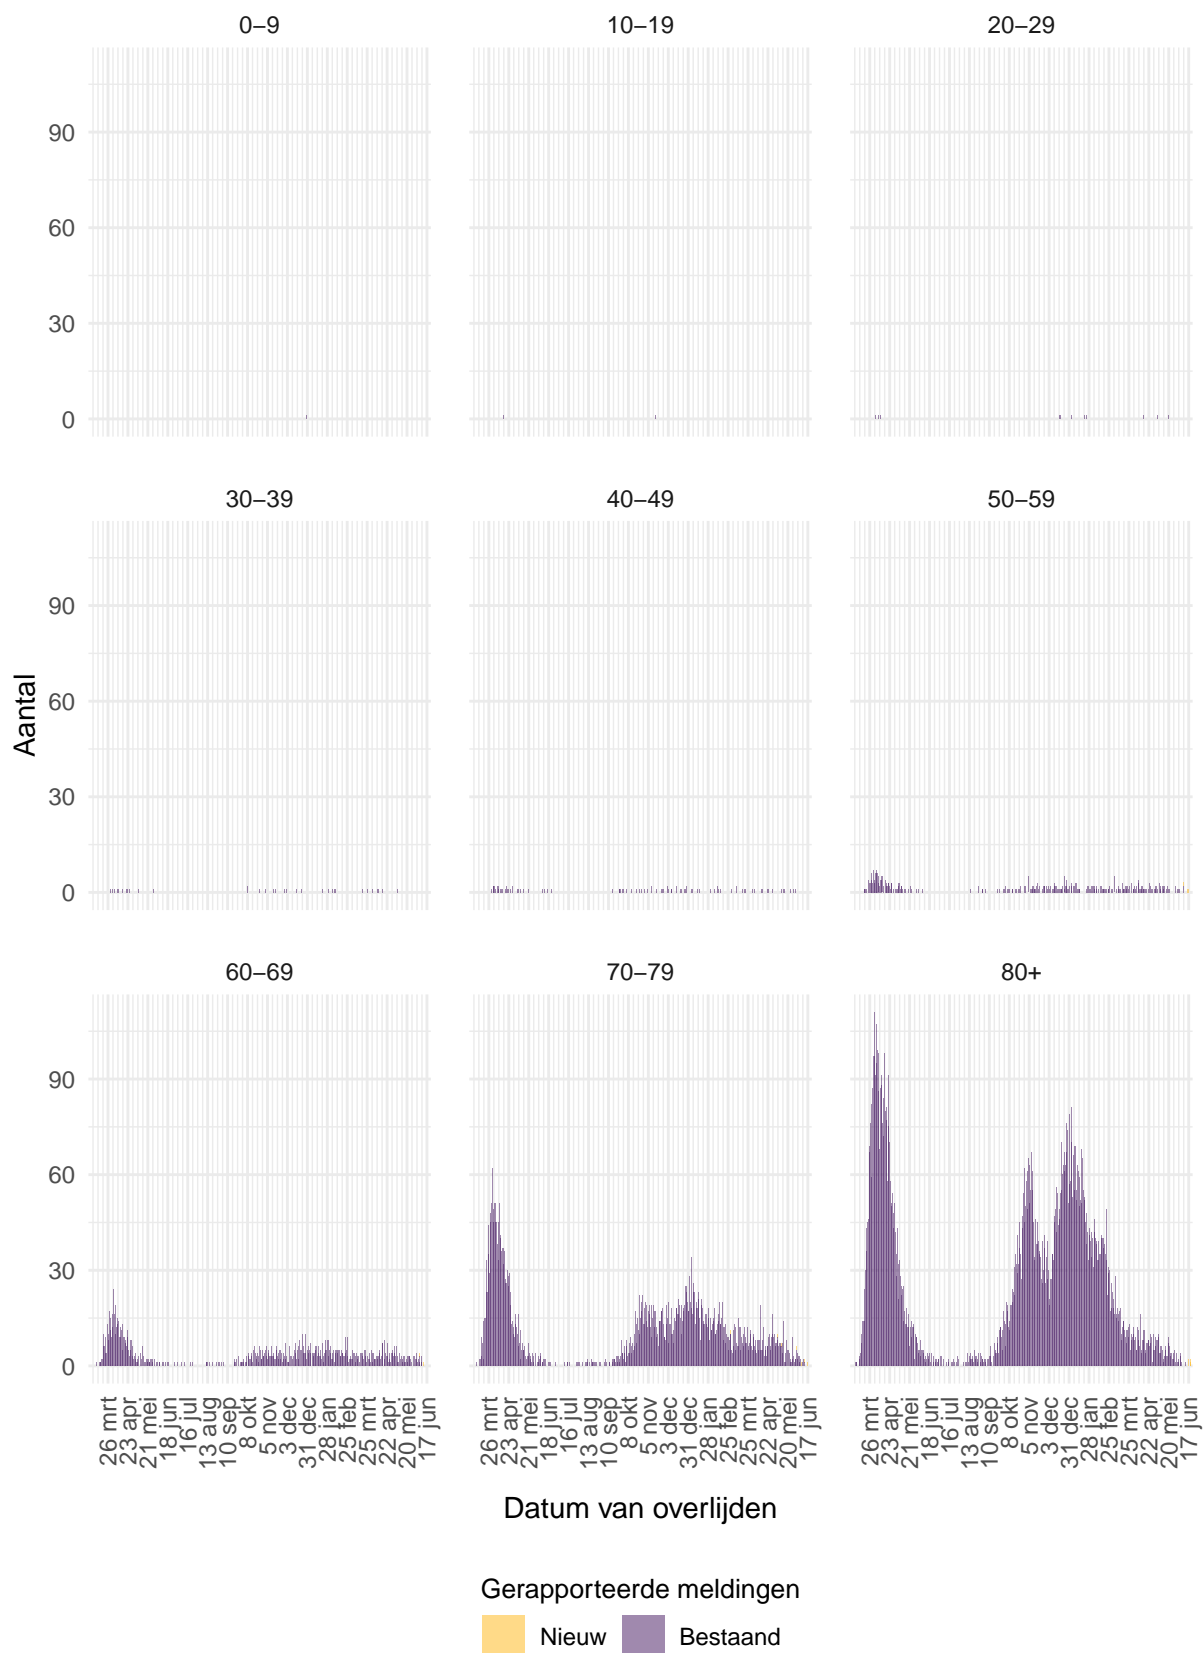 0–9 10–19 20–29
90
60
30
0
30–39 40–49 50–59
90
60
30
0
Aantal
60–69 70–79 80+
90
60
30
0
26 mrt 23 apr 21 mei 18 jun 16 jul 13 aug 10 sep 8 okt 5 nov 3 dec 31 dec 28 jan 25 feb 25 mrt 22 apr 20 mei 17 jun
26 mrt 23 apr 21 mei 18 jun 16 jul 13 aug 10 sep 8 okt 5 nov 3 dec 31 dec 28 jan 25 feb 25 mrt 22 apr 20 mei 17 jun
26 mrt 23 apr 21 mei 18 jun 16 jul 13 aug 10 sep 8 okt 5 nov 3 dec 31 dec 28 jan 25 feb 25 mrt 22 apr 20 mei 17 jun
Datum van overlijden
Gerapporteerde meldingen
Nieuw Bestaand